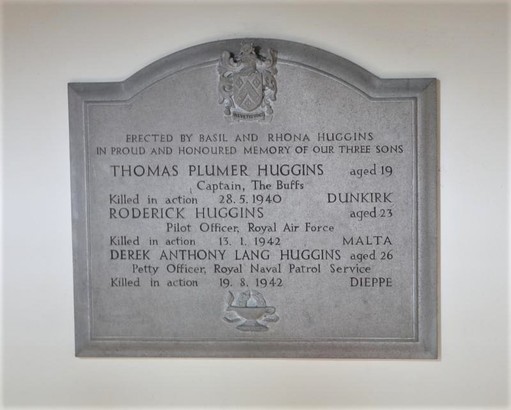 ERECTED BY BASIL AND RHONA HUGGINS
IN PROUD AND HONOURED MEMORY OF OUR THREE SONS
THOMAS PLUMER HUGGINS aged 19
Captain, The Buffs
Killed in action 28.5.1940 DUNKIRK
RODERICK HUGGINS aged 23
Pilot Officer, Royal Air Force
Killed in action 13. 1. 1942 MALTA
DEREK ANTHONY LANG HUGGINS aged 26
Petty Officer, Royal Naval Patrol Service
Killed in action 19. 8. 1942 DIEPPE